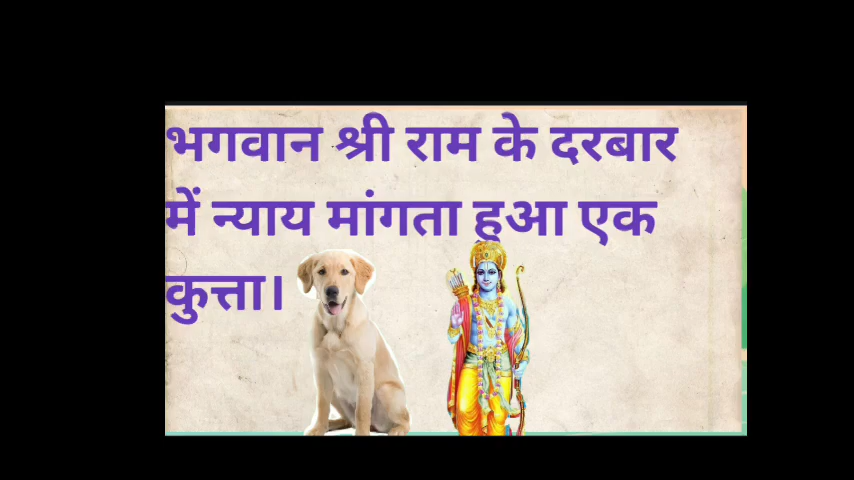 भगवान श्री राम के दरबार
में न्याय मांगता हुआ एक
कुत्ता।